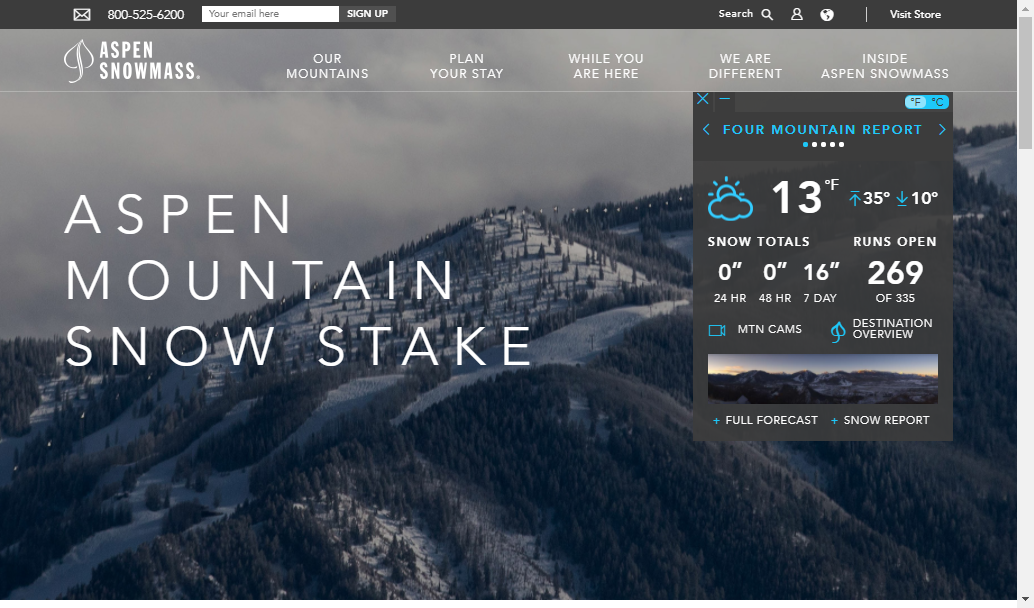 800-525-6200
Your email here
SIGN UP
Search
Visit Store
ASPEN
SNOWMASS
OUR
MOUNTAINS
PLAN
YOUR STAY
WHILE YOU
ARE HERE
WE ARE
DIFFERENT
INSIDE
ASPEN SNOWMASS
°F °C
FOUR MOUNTAIN REPORT
13 °F 35° 10°
SNOW TOTALS
RUNS OPEN
0” 0” 16”
269
24 HR 48 HR 7 DAY
OF 335
MTN CAMS
DESTINATION
OVERVIEW
+ FULL FORECAST
+ SNOW REPORT
ASPEN
MOUNTAIN
SNOW STAKE